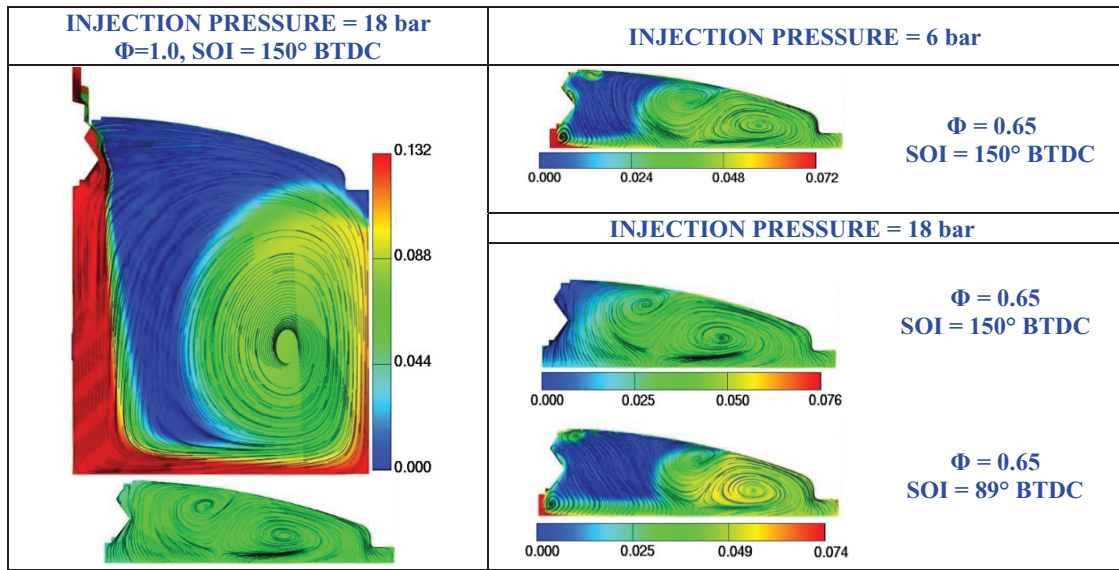 INJECTION PRESSURE = 18 bar
Φ=1.0, SOI = 150° BTDC
0.132
0.088
0.044
0.000
INJECTION PRESSURE = 6 bar
Φ = 0.65
SOI = 150° BTDC
0.000 0.024 0.048 0.072
INJECTION PRESSURE = 18 bar
Φ = 0.65
SOI = 150° BTDC
0.000 0.025 0.050 0.076
Φ = 0.65
SOI = 89° BTDC
0.000 0.025 0.049 0.074